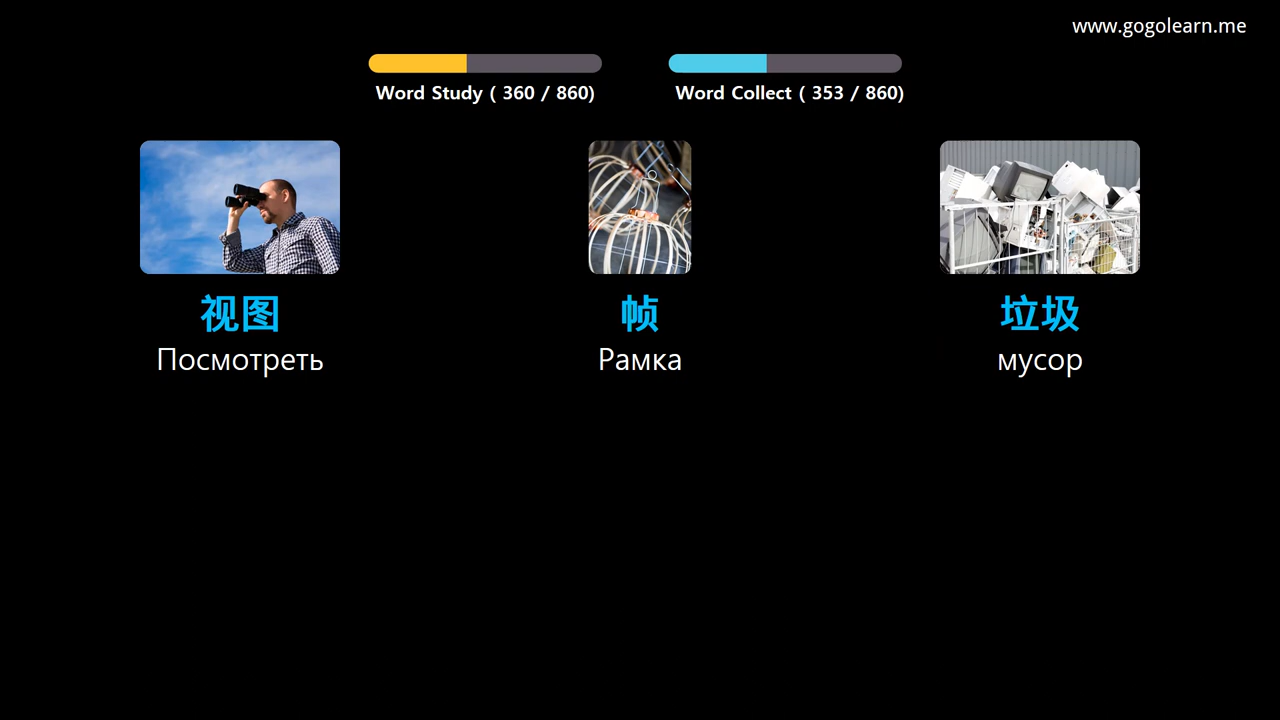 www.gogolearn.me
Word Study ( 360 / 860)
Word Collect ( 353 / 860)
视图
Посмотреть
帧
Рамка
垃圾
мусор